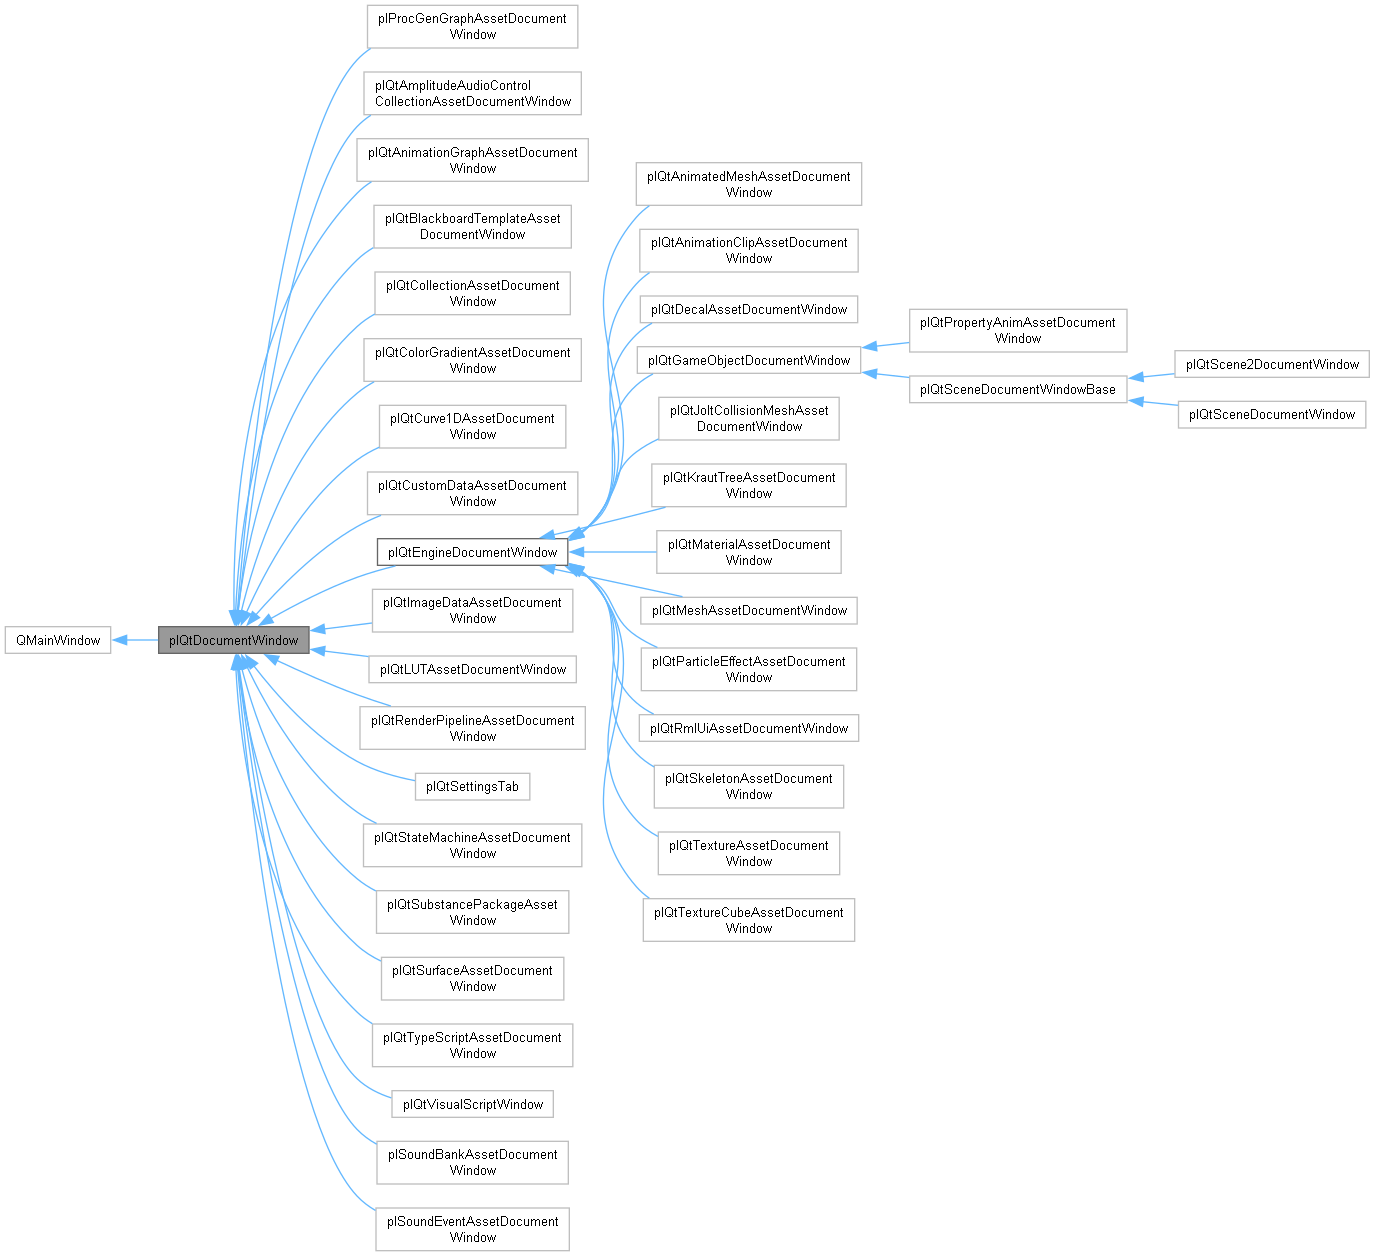 QMainWindow
plQtDocumentWindow
plProcGenGraphAssetDocument
Window
plQtAmplitudeAudioControl
CollectionAssetDocumentWindow
plQtAnimationGraphAssetDocument
Window
plQtBlackboardTemplateAsset
DocumentWindow
plQtCollectionAssetDocument
Window
plQtColorGradientAssetDocument
Window
plQtCurve1DAssetDocument
Window
plQtCustomDataAssetDocument
Window
plQtEngineDocumentWindow
plQtImageDataAssetDocument
Window
plQtLUTAssetDocumentWindow
plQtRenderPipelineAssetDocument
Window
plQtSettingsTab
plQtStateMachineAssetDocument
Window
plQtSubstancePackageAsset
Window
plQtSurfaceAssetDocument
Window
plQtTypeScriptAssetDocument
Window
plQtVisualScriptWindow
plSoundBankAssetDocument
Window
plSoundEventAssetDocument
Window
plQtAnimatedMeshAssetDocument
Window
plQtAnimationClipAssetDocument
Window
plQtDecalAssetDocumentWindow
plQtGameObjectDocumentWindow
plQtJoltCollisionMeshAsset
DocumentWindow
plQtKrautTreeAssetDocument
Window
plQtMaterialAssetDocument
Window
plQtMeshAssetDocumentWindow
plQtParticleEffectAssetDocument
Window
plQtRmlUiAssetDocumentWindow
plQtSkeletonAssetDocument
Window
plQtTextureAssetDocument
Window
plQtTextureCubeAssetDocument
Window
plQtPropertyAnimAssetDocument
Window
plQtSceneDocumentWindowBase
plQtScene2DocumentWindow
plQtSceneDocumentWindow